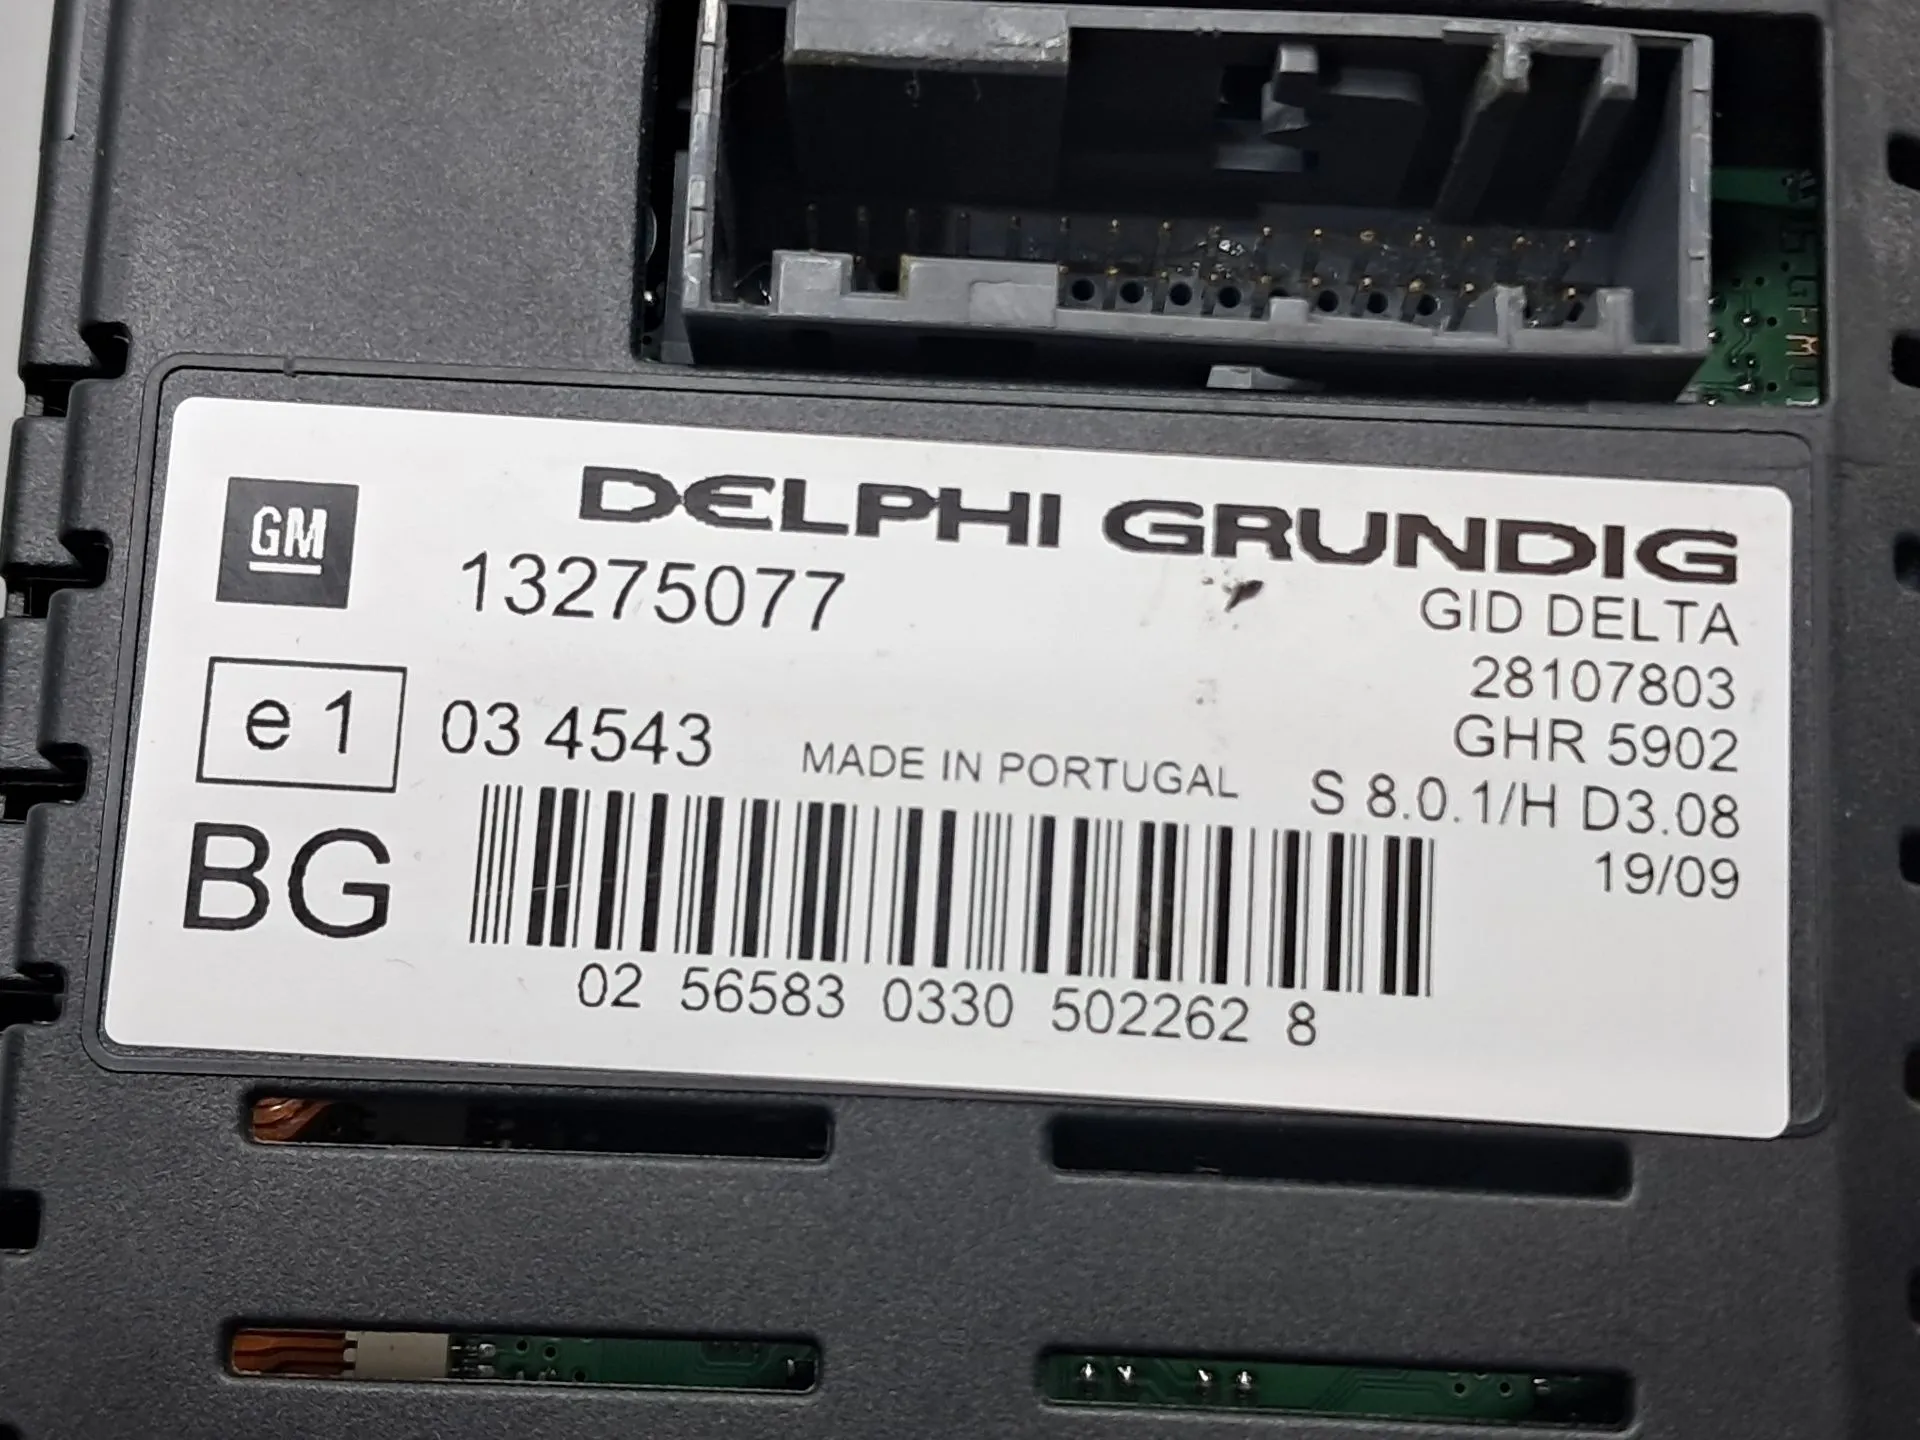 GM
DELPHI GRUNDIG
13275077
GID DELTA
28107803
e1
03 4543
GHR 5902
MADE IN PORTUGAL
S 8.0.1/H D3.08
BG
19/09
02 56583 0330 502262 8